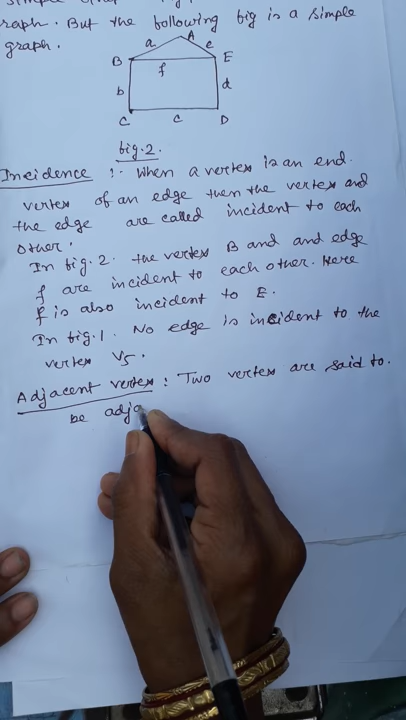 raph. But the following fig is a simple
graph.
A
a
e
B
E
f
b
d
C
c
D
fig.2.
Incidence :- When a vertex is an end.
vertex of an edge then the vertex and
the edge are called incident to each
other.
In fig. 2. the vertex B and and edge
f are incident to each other. Here
f is also incident to E.
In fig.1. No edge is incident to the
vertex V5.
Adjacent vertex : Two vertex are said to.
be adja